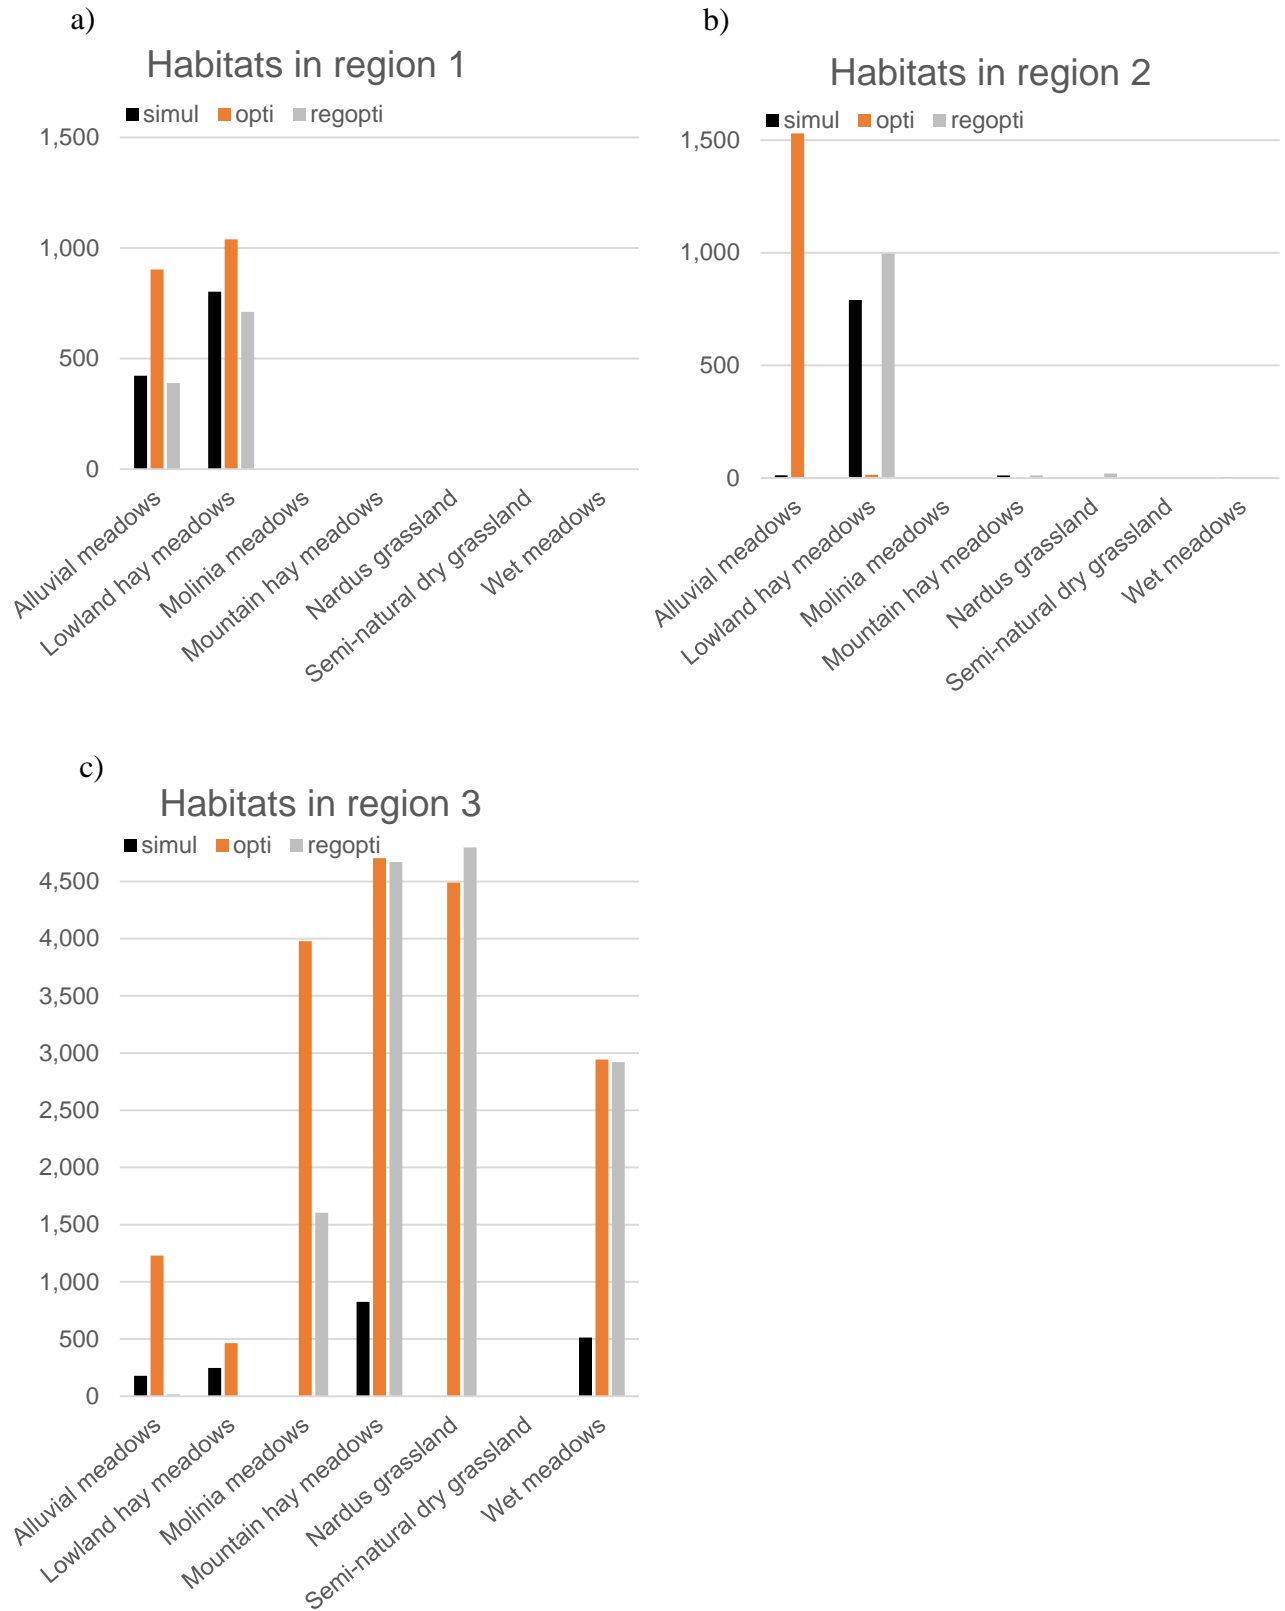 a)
Habitats in region 1
simul opti regopti
1,500
1,000
500
0
Alluvial meadows
Lowland hay meadows
Molinia meadows
Mountain hay meadows
Nardus grassland
Semi-natural dry grassland
Wet meadows
b)
Habitats in region 2
simul opti regopti
1,500
1,000
500
0
Alluvial meadows
Lowland hay meadows
Molinia meadows
Mountain hay meadows
Nardus grassland
Semi-natural dry grassland
Wet meadows
c)
Habitats in region 3
simul opti regopti
4,500
4,000
3,500
3,000
2,500
2,000
1,500
1,000
500
0
Alluvial meadows
Lowland hay meadows
Molinia meadows
Mountain hay meadows
Nardus grassland
Semi-natural dry grassland
Wet meadows